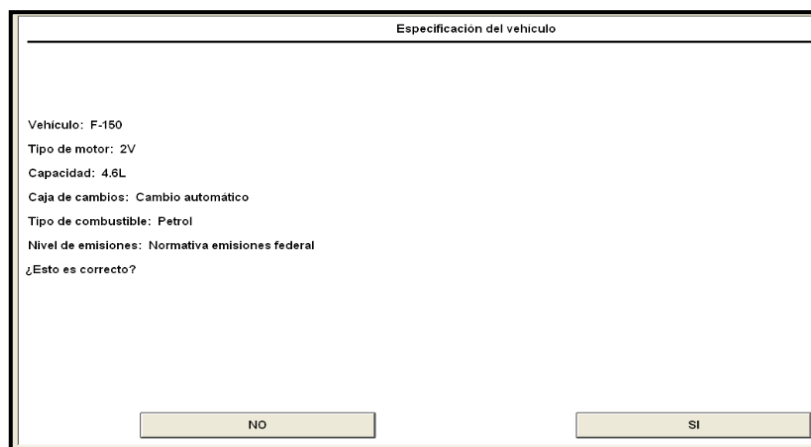 Especificación del vehículo
Vehículo: F-150
Tipo de motor: 2V
Capacidad: 4.6L
Caja de cambios: Cambio automático
Tipo de combustible: Petrol
Nivel de emisiones: Normativa emisiones federal
¿Esto es correcto?
NO SI